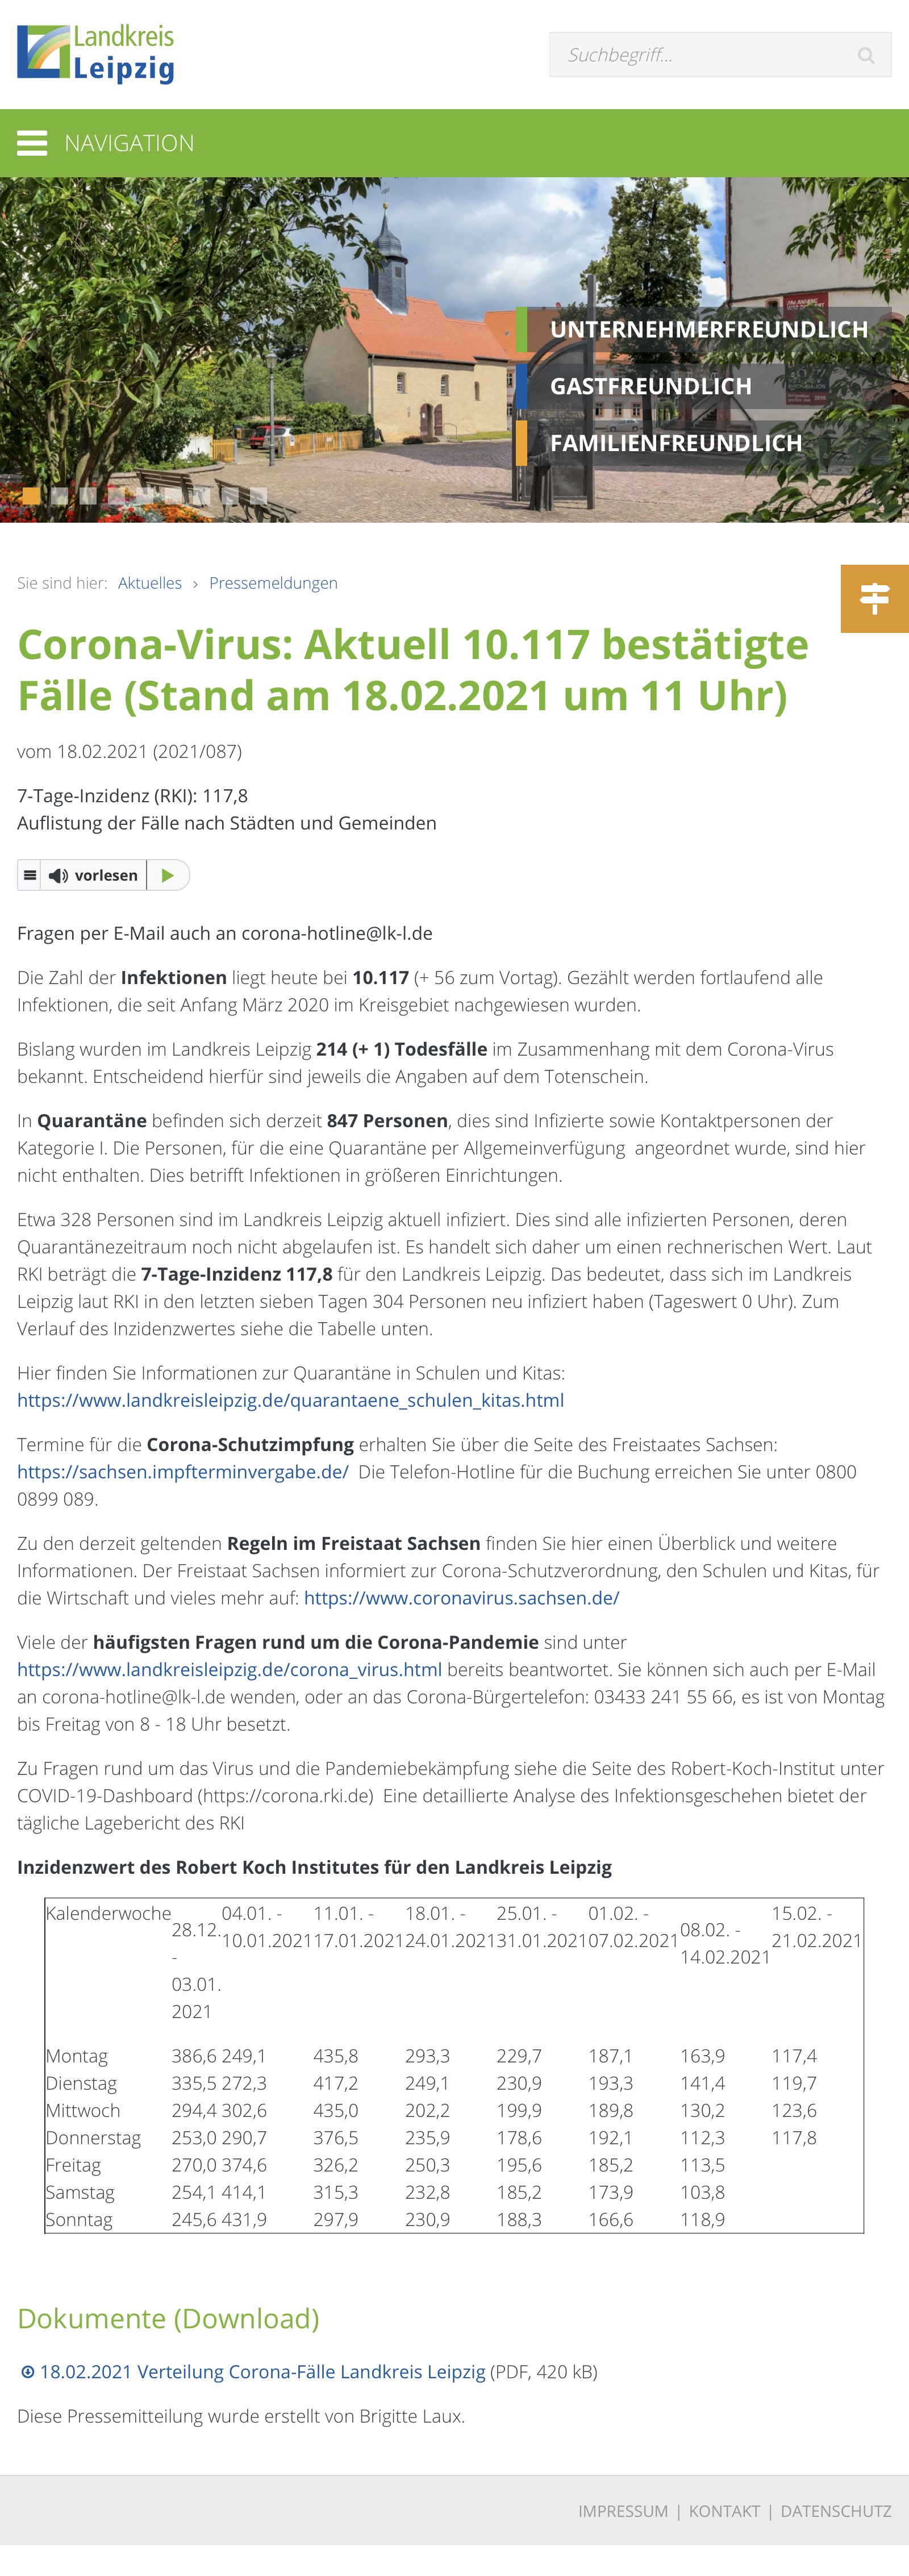 Landkreis
Leipzig
Suchbegriff...
NAVIGATION
UNTERNEHMERFREUNDLICH
GASTFREUNDLICH
FAMILIENFREUNDLICH
Sie sind hier: Aktuelles › Pressemeldungen
Corona-Virus: Aktuell 10.117 bestätigte
Fälle (Stand am 18.02.2021 um 11 Uhr)
vom 18.02.2021 (2021/087)
7-Tage-Inzidenz (RKI): 117,8
Auflistung der Fälle nach Städten und Gemeinden
vorlesen
Fragen per E-Mail auch an corona-hotline@lk-l.de
Die Zahl der Infektionen liegt heute bei 10.117 (+ 56 zum Vortag). Gezählt werden fortlaufend alle
Infektionen, die seit Anfang März 2020 im Kreisgebiet nachgewiesen wurden.
Bislang wurden im Landkreis Leipzig 214 (+ 1) Todesfälle im Zusammenhang mit dem Corona-Virus
bekannt. Entscheidend hierfür sind jeweils die Angaben auf dem Totenschein.
In Quarantäne befinden sich derzeit 847 Personen, dies sind Infizierte sowie Kontaktpersonen der
Kategorie I. Die Personen, für die eine Quarantäne per Allgemeinverfügung angeordnet wurde, sind hier
nicht enthalten. Dies betrifft Infektionen in größeren Einrichtungen.
Etwa 328 Personen sind im Landkreis Leipzig aktuell infiziert. Dies sind alle infizierten Personen, deren
Quarantänezeitraum noch nicht abgelaufen ist. Es handelt sich daher um einen rechnerischen Wert. Laut
RKI beträgt die 7-Tage-Inzidenz 117,8 für den Landkreis Leipzig. Das bedeutet, dass sich im Landkreis
Leipzig laut RKI in den letzten sieben Tagen 304 Personen neu infiziert haben (Tageswert 0 Uhr). Zum
Verlauf des Inzidenzwertes siehe die Tabelle unten.
Hier finden Sie Informationen zur Quarantäne in Schulen und Kitas:
https://www.landkreisleipzig.de/quarantaene_schulen_kitas.html
Termine für die Corona-Schutzimpfung erhalten Sie über die Seite des Freistaates Sachsen:
https://sachsen.impfterminvergabe.de/ Die Telefon-Hotline für die Buchung erreichen Sie unter 0800
0899 089.
Zu den derzeit geltenden Regeln im Freistaat Sachsen finden Sie hier einen Überblick und weitere
Informationen. Der Freistaat Sachsen informiert zur Corona-Schutzverordnung, den Schulen und Kitas, für
die Wirtschaft und vieles mehr auf: https://www.coronavirus.sachsen.de/
Viele der häufigsten Fragen rund um die Corona-Pandemie sind unter
https://www.landkreisleipzig.de/corona_virus.html bereits beantwortet. Sie können sich auch per E-Mail
an corona-hotline@lk-l.de wenden, oder an das Corona-Bürgertelefon: 03433 241 55 66, es ist von Montag
bis Freitag von 8 - 18 Uhr besetzt.
Zu Fragen rund um das Virus und die Pandemiebekämpfung siehe die Seite des Robert-Koch-Institut unter
COVID-19-Dashboard (https://corona.rki.de) Eine detaillierte Analyse des Infektionsgeschehen bietet der
tägliche Lagebericht des RKI
Inzidenzwert des Robert Koch Institutes für den Landkreis Leipzig
Kalenderwoche 28.12. - 03.01. 2021 04.01. - 10.01.2021 11.01. - 17.01.2021 18.01. - 24.01.2021 25.01. - 31.01.2021 01.02. - 07.02.2021 08.02. - 14.02.2021 15.02. - 21.02.2021
Montag 386,6 249,1 435,8 293,3 229,7 187,1 163,9 117,4
Dienstag 335,5 272,3 417,2 249,1 230,9 193,3 141,4 119,7
Mittwoch 294,4 302,6 435,0 202,2 199,9 189,8 130,2 123,6
Donnerstag 253,0 290,7 376,5 235,9 178,6 192,1 112,3 117,8
Freitag 270,0 374,6 326,2 250,3 195,6 185,2 113,5
Samstag 254,1 414,1 315,3 232,8 185,2 173,9 103,8
Sonntag 245,6 431,9 297,9 230,9 188,3 166,6 118,9
Dokumente (Download)
18.02.2021 Verteilung Corona-Fälle Landkreis Leipzig (PDF, 420 kB)
Diese Pressemitteilung wurde erstellt von Brigitte Laux.
IMPRESSUM | KONTAKT | DATENSCHUTZ